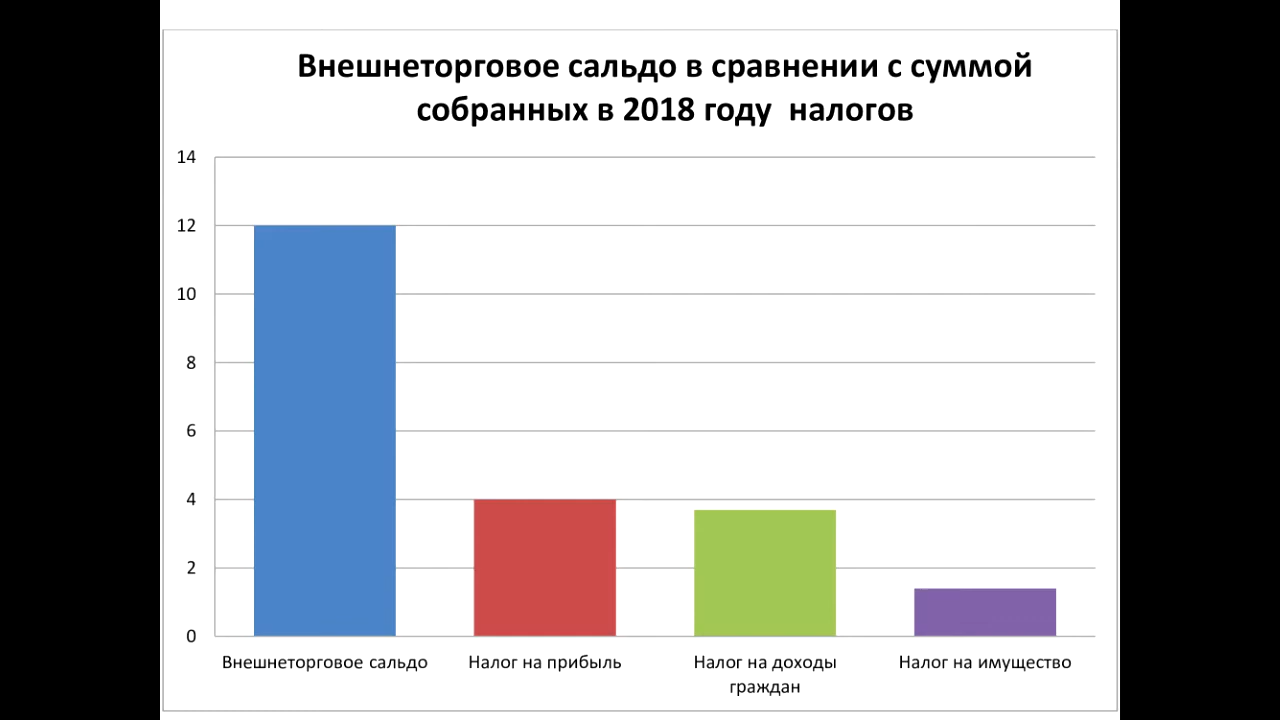 Внешнеторговое сальдо в сравнении с суммой
собранных в 2018 году  налогов
14
12
10
8
6
4
2
0
Внешнеторговое сальдо
Налог на прибыль
Налог на доходы
граждан
Налог на имущество